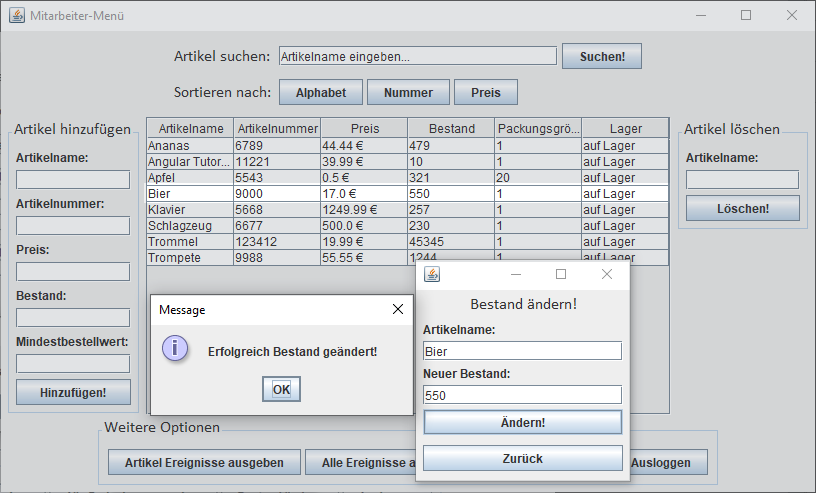 Mitarbeiter-Menü
Artikel suchen: Artikelname eingeben... Suchen!
Sortieren nach: Alphabet Nummer Preis
Artikel hinzufügen
Artikelname:
Artikelnummer:
Preis:
Bestand:
Mindestbestellwert:
Hinzufügen!
Artikelname Artikelnummer Preis Bestand Packungsgrö... Lager
Ananas 6789 44.44 € 479 1 auf Lager
Angular Tutor... 11221 39.99 € 10 1 auf Lager
Apfel 5543 0.5 € 321 20 auf Lager
Bier 9000 17.0 € 550 1 auf Lager
Klavier 5668 1249.99 € 257 1 auf Lager
Schlagzeug 6677 500.0 € 230 1 auf Lager
Trommel 123412 19.99 € 45345 1 auf Lager
Trompete 9988 55.55 € 1244 1 auf Lager
Artikel löschen
Artikelname:
Löschen!
Message
Erfolgreich Bestand geändert!
OK
Bestand ändern!
Artikelname:
Bier
Neuer Bestand:
550
Ändern!
Zurück
Weitere Optionen
Artikel Ereignisse ausgeben Alle Ereignisse a Ausloggen